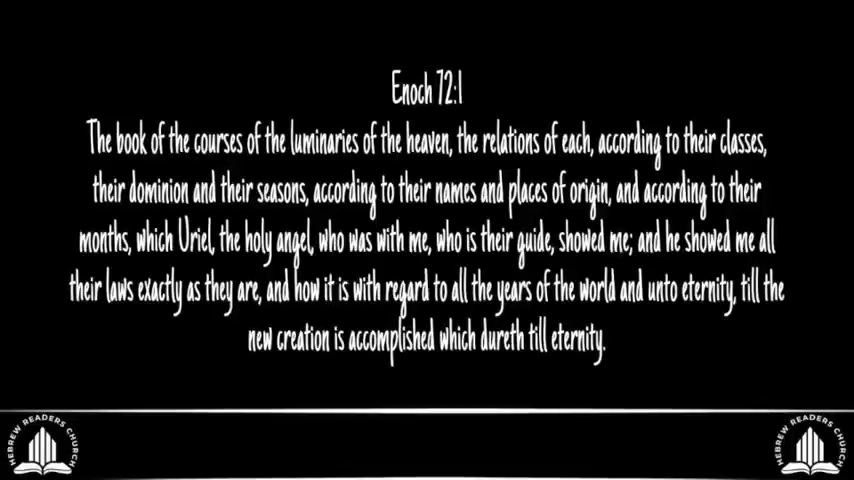 Enoch 72:1
The book of the courses of the luminaries of the heaven, the relations of each, according to their classes,
their dominion and their seasons, according to their names and places of origin, and according to their
months, which Uriel, the holy angel, who was with me, who is their guide, showed me; and he showed me all
their laws exactly as they are, and how it is with regard to all the years of the world and unto eternity, till the
new creation is accomplished which dureth till eternity.
HEBREW READERS CHURCH
HEBREW READERS CHURCH